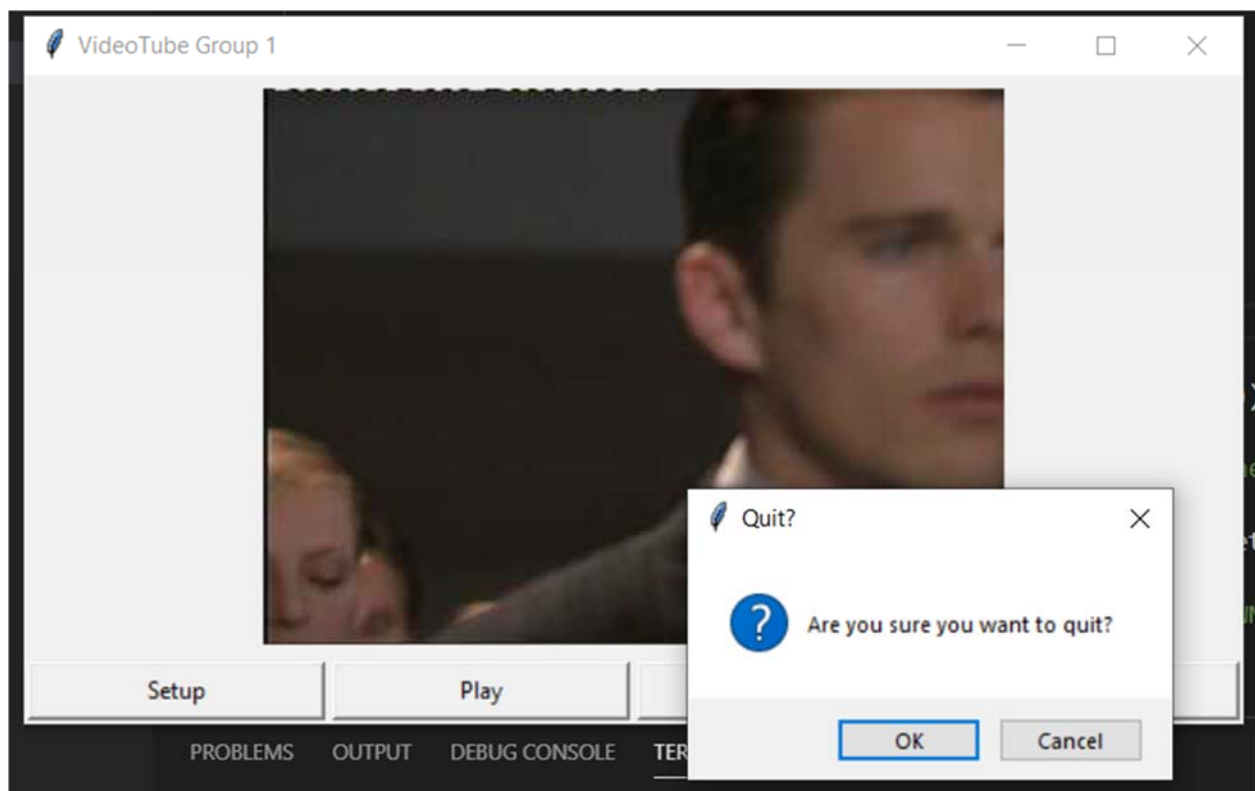 VideoTube Group 1
Quit?
Are you sure you want to quit?
Setup
Play
OK
Cancel
PROBLEMS
OUTPUT
DEBUG CONSOLE
TER